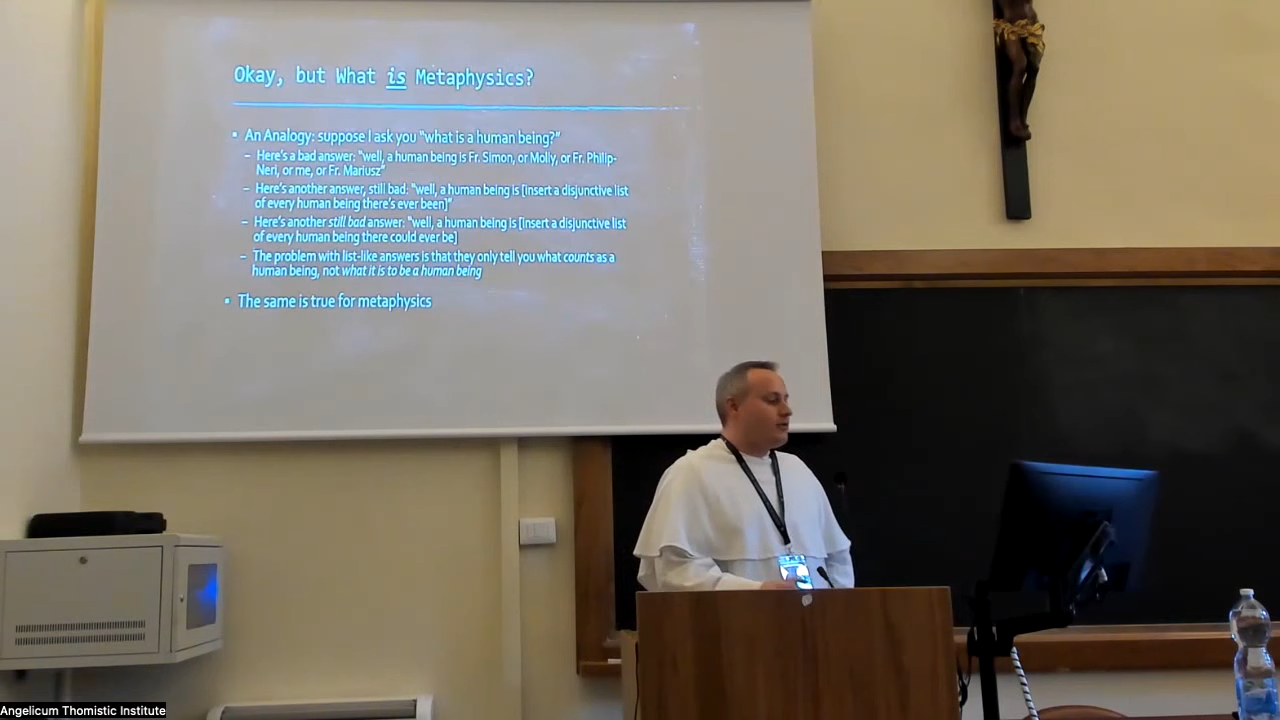 Okay, but What is Metaphysics?
▪ An Analogy: suppose I ask you "what is a human being?"
– Here's a bad answer: "well, a human being is Fr. Simon, or Molly, or Fr. Philip-
Neri, or me, or Fr. Mariusz"
– Here's another answer, still bad: "well, a human being is [insert a disjunctive list
of every human being there's ever been]"
– Here's another still bad answer: "well, a human being is [insert a disjunctive list
of every human being there could ever be]
– The problem with list-like answers is that they only tell you what counts as a
human being, not what it is to be a human being
▪ The same is true for metaphysics
Angelicum Thomistic Institute